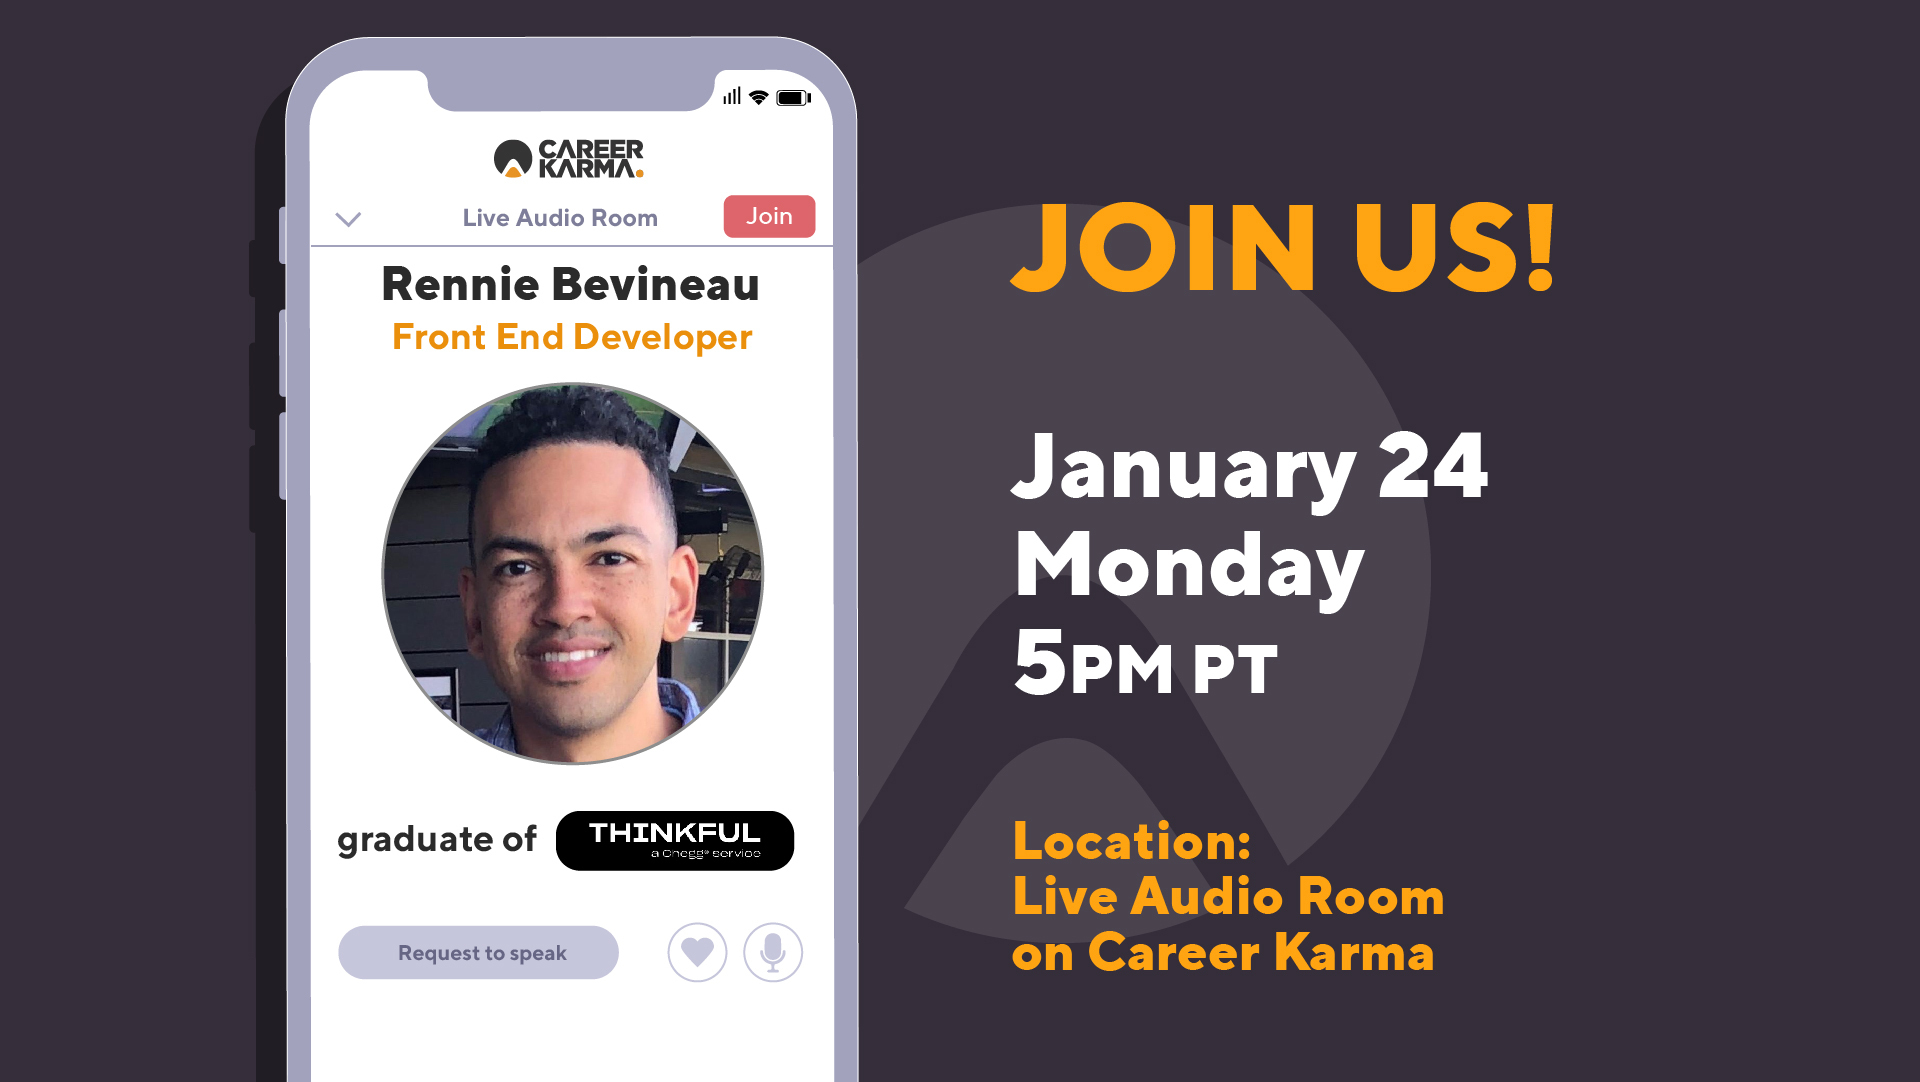 CAREER
KARMA.
Live Audio Room
Join
Rennie Bevineau
Front End Developer
graduate of
THINKFUL
a Chegg® service
Request to speak
JOIN US!
January 24
Monday
5PM PT
Location:
Live Audio Room
on Career Karma